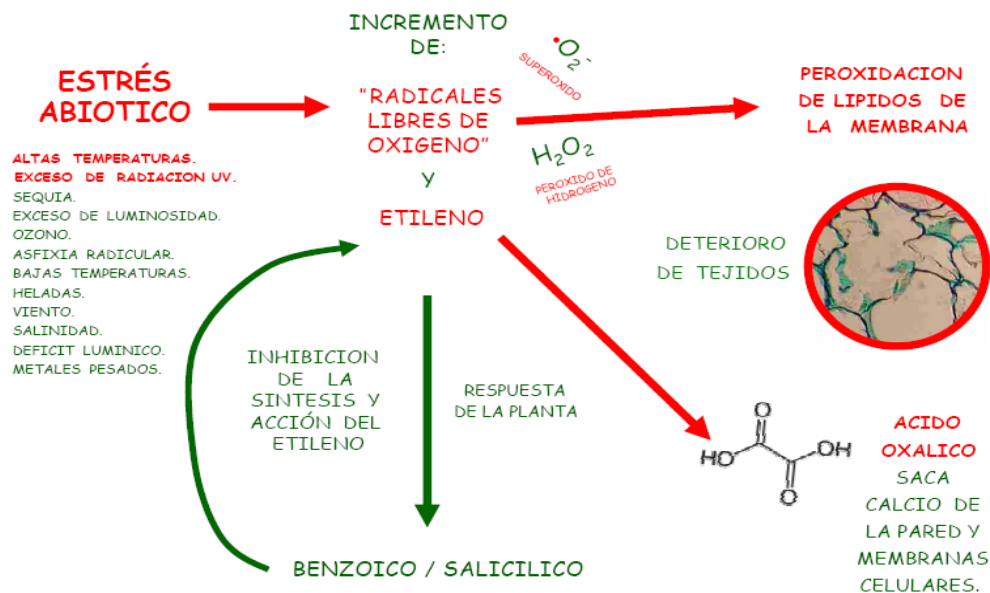 INCREMENTO
DE:
•O₂⁻
SUPEROXIDO
ESTRÉS
ABIOTICO
"RADICALES
LIBRES DE
OXIGENO"
Y
ETILENO
H₂O₂
PEROXIDO DE
HIDROGENO
PEROXIDACION
DE LIPIDOS DE
LA MEMBRANA
ALTAS TEMPERATURAS.
EXCESO DE RADIACION UV.
SEQUIA.
EXCESO DE LUMINOSIDAD.
OZONO.
ASFIXIA RADICULAR.
BAJAS TEMPERATURAS.
HELADAS.
VIENTO.
SALINIDAD.
DEFICIT LUMINICO.
METALES PESADOS.
DETERIORO
DE TEJIDOS
INHIBICION
DE LA
SINTESIS Y
ACCIÓN DEL
ETILENO
RESPUESTA
DE LA PLANTA
O
HO
OH
O
ACIDO
OXALICO
SACA
CALCIO DE
LA PARED Y
MEMBRANAS
CELULARES.
BENZOICO / SALICILICO